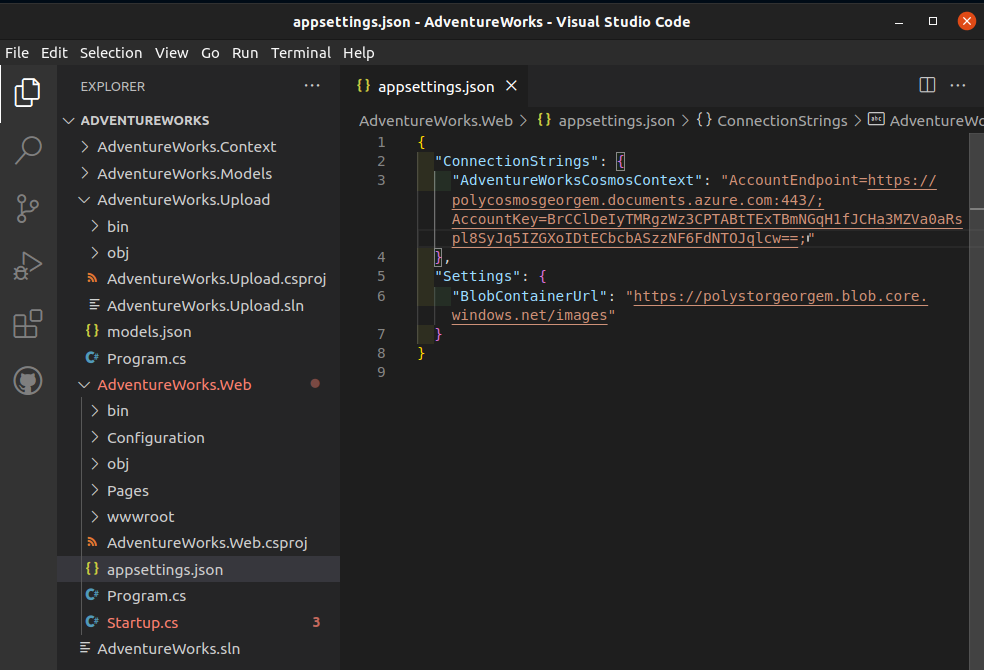 appsettings.json - AdventureWorks - Visual Studio Code
File Edit Selection View Go Run Terminal Help
EXPLORER
appsettings.json
ADVENTUREWORKS
AdventureWorks.Web > {} appsettings.json > {} ConnectionStrings > abc AdventureWo
AdventureWorks.Context
AdventureWorks.Models
AdventureWorks.Upload
bin
obj
AdventureWorks.Upload.csproj
AdventureWorks.Upload.sln
models.json
Program.cs
AdventureWorks.Web
bin
Configuration
obj
Pages
wwwroot
AdventureWorks.Web.csproj
appsettings.json
Program.cs
Startup.cs 3
AdventureWorks.sln
1 {
2 "ConnectionStrings": {
3 "AdventureWorksCosmosContext": "AccountEndpoint=https://
polycosmosgeorgem.documents.azure.com:443/;
AccountKey=BrCClDeIyTMRgzWz3CPTABtTExTBmNGqH1fJCHa3MZVa0aRs
pl8SyJq5IZGXoIDtECbcbASzzNF6FdNTOJqlcw==;"
4 },
5 "Settings": {
6 "BlobContainerUrl": "https://polystorgeorgem.blob.core.
windows.net/images"
7 }
8 }
9